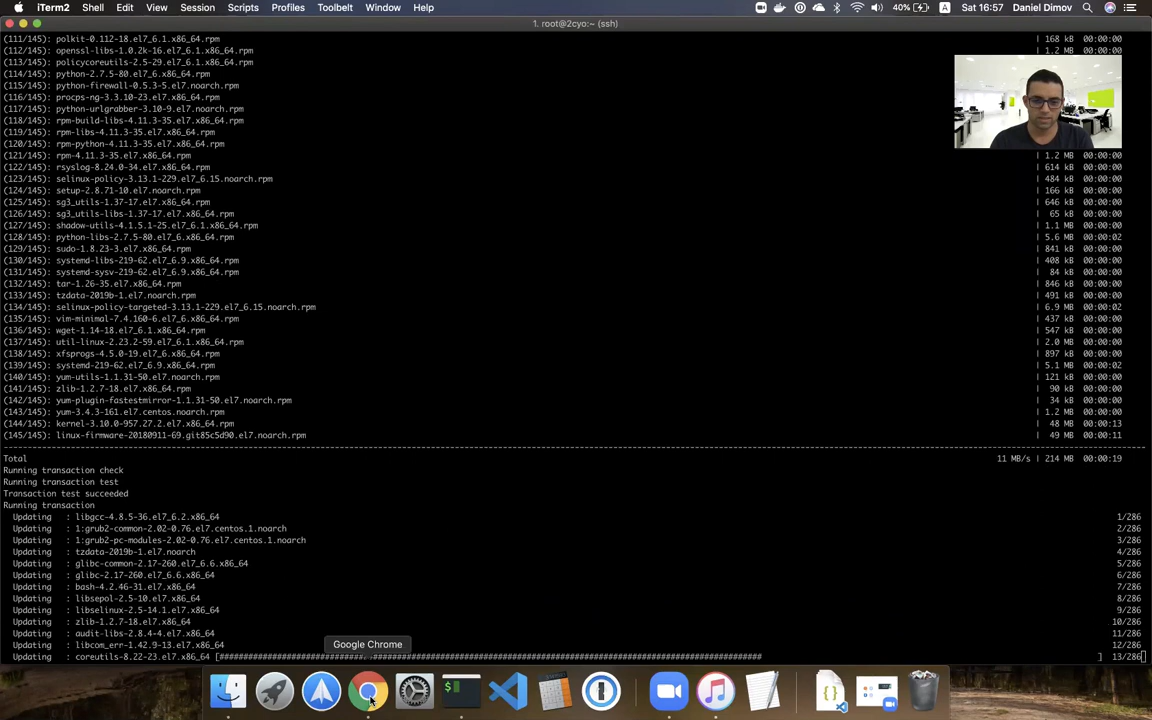 iTerm2 Shell Edit View Session Scripts Profiles Toolbelt Window Help 40% A Sat 16:57 Daniel Dimov
1. root@2cyo:~ (ssh)
(111/145): polkit-0.112-18.el7_6.1.x86_64.rpm | 168 kB 00:00:00
(112/145): openssl-libs-1.0.2k-16.el7_6.1.x86_64.rpm | 1.2 MB 00:00:00
(113/145): policycoreutils-2.5-29.el7_6.1.x86_64.rpm
(114/145): python-2.7.5-80.el7_6.x86_64.rpm
(115/145): python-firewall-0.5.3-5.el7.noarch.rpm
(116/145): procps-ng-3.3.10-23.el7.x86_64.rpm
(117/145): python-urlgrabber-3.10-9.el7.noarch.rpm
(118/145): rpm-build-libs-4.11.3-35.el7.x86_64.rpm
(119/145): rpm-libs-4.11.3-35.el7.x86_64.rpm
(120/145): rpm-python-4.11.3-35.el7.x86_64.rpm
(121/145): rpm-4.11.3-35.el7.x86_64.rpm | 1.2 MB 00:00:00
(122/145): rsyslog-8.24.0-34.el7.x86_64.rpm | 614 kB 00:00:00
(123/145): selinux-policy-3.13.1-229.el7_6.15.noarch.rpm | 484 kB 00:00:00
(124/145): setup-2.8.71-10.el7.noarch.rpm | 166 kB 00:00:00
(125/145): sg3_utils-1.37-17.el7.x86_64.rpm | 646 kB 00:00:00
(126/145): sg3_utils-libs-1.37-17.el7.x86_64.rpm | 65 kB 00:00:00
(127/145): shadow-utils-4.1.5.1-25.el7_6.1.x86_64.rpm | 1.1 MB 00:00:00
(128/145): python-libs-2.7.5-80.el7_6.x86_64.rpm | 5.6 MB 00:00:02
(129/145): sudo-1.8.23-3.el7.x86_64.rpm | 841 kB 00:00:00
(130/145): systemd-libs-219-62.el7_6.9.x86_64.rpm | 408 kB 00:00:00
(131/145): systemd-sysv-219-62.el7_6.9.x86_64.rpm | 84 kB 00:00:00
(132/145): tar-1.26-35.el7.x86_64.rpm | 846 kB 00:00:00
(133/145): tzdata-2019b-1.el7.noarch.rpm | 491 kB 00:00:00
(134/145): selinux-policy-targeted-3.13.1-229.el7_6.15.noarch.rpm | 6.9 MB 00:00:02
(135/145): vim-minimal-7.4.160-6.el7_6.x86_64.rpm | 437 kB 00:00:00
(136/145): wget-1.14-18.el7_6.1.x86_64.rpm | 547 kB 00:00:00
(137/145): util-linux-2.23.2-59.el7_6.1.x86_64.rpm | 2.0 MB 00:00:00
(138/145): xfsprogs-4.5.0-19.el7_6.x86_64.rpm | 897 kB 00:00:00
(139/145): systemd-219-62.el7_6.9.x86_64.rpm | 5.1 MB 00:00:02
(140/145): yum-utils-1.1.31-50.el7.noarch.rpm | 121 kB 00:00:00
(141/145): zlib-1.2.7-18.el7.x86_64.rpm | 90 kB 00:00:00
(142/145): yum-plugin-fastestmirror-1.1.31-50.el7.noarch.rpm | 34 kB 00:00:00
(143/145): yum-3.4.3-161.el7.centos.noarch.rpm | 1.2 MB 00:00:00
(144/145): kernel-3.10.0-957.27.2.el7.x86_64.rpm | 48 MB 00:00:13
(145/145): linux-firmware-20180911-69.git85c5d90.el7.noarch.rpm | 49 MB 00:00:11
Total 11 MB/s | 214 MB 00:00:19
Running transaction check
Running transaction test
Transaction test succeeded
Running transaction
Updating : libgcc-4.8.5-36.el7_6.2.x86_64 1/286
Updating : 1:grub2-common-2.02-0.76.el7.centos.1.noarch 2/286
Updating : 1:grub2-pc-modules-2.02-0.76.el7.centos.1.noarch 3/286
Updating : tzdata-2019b-1.el7.noarch 4/286
Updating : glibc-common-2.17-260.el7_6.6.x86_64 5/286
Updating : glibc-2.17-260.el7_6.6.x86_64 6/286
Updating : bash-4.2.46-31.el7.x86_64 7/286
Updating : libsepol-2.5-10.el7.x86_64 8/286
Updating : libselinux-2.5-14.1.el7.x86_64 9/286
Updating : zlib-1.2.7-18.el7.x86_64 10/286
Updating : audit-libs-2.8.4-4.el7.x86_64 11/286
Updating : libcom_err-1.42.9-13.el7.x86_64 12/286
Google Chrome
Updating : coreutils-8.22-23.el7.x86_64 [################################################################################################################# ] 13/286